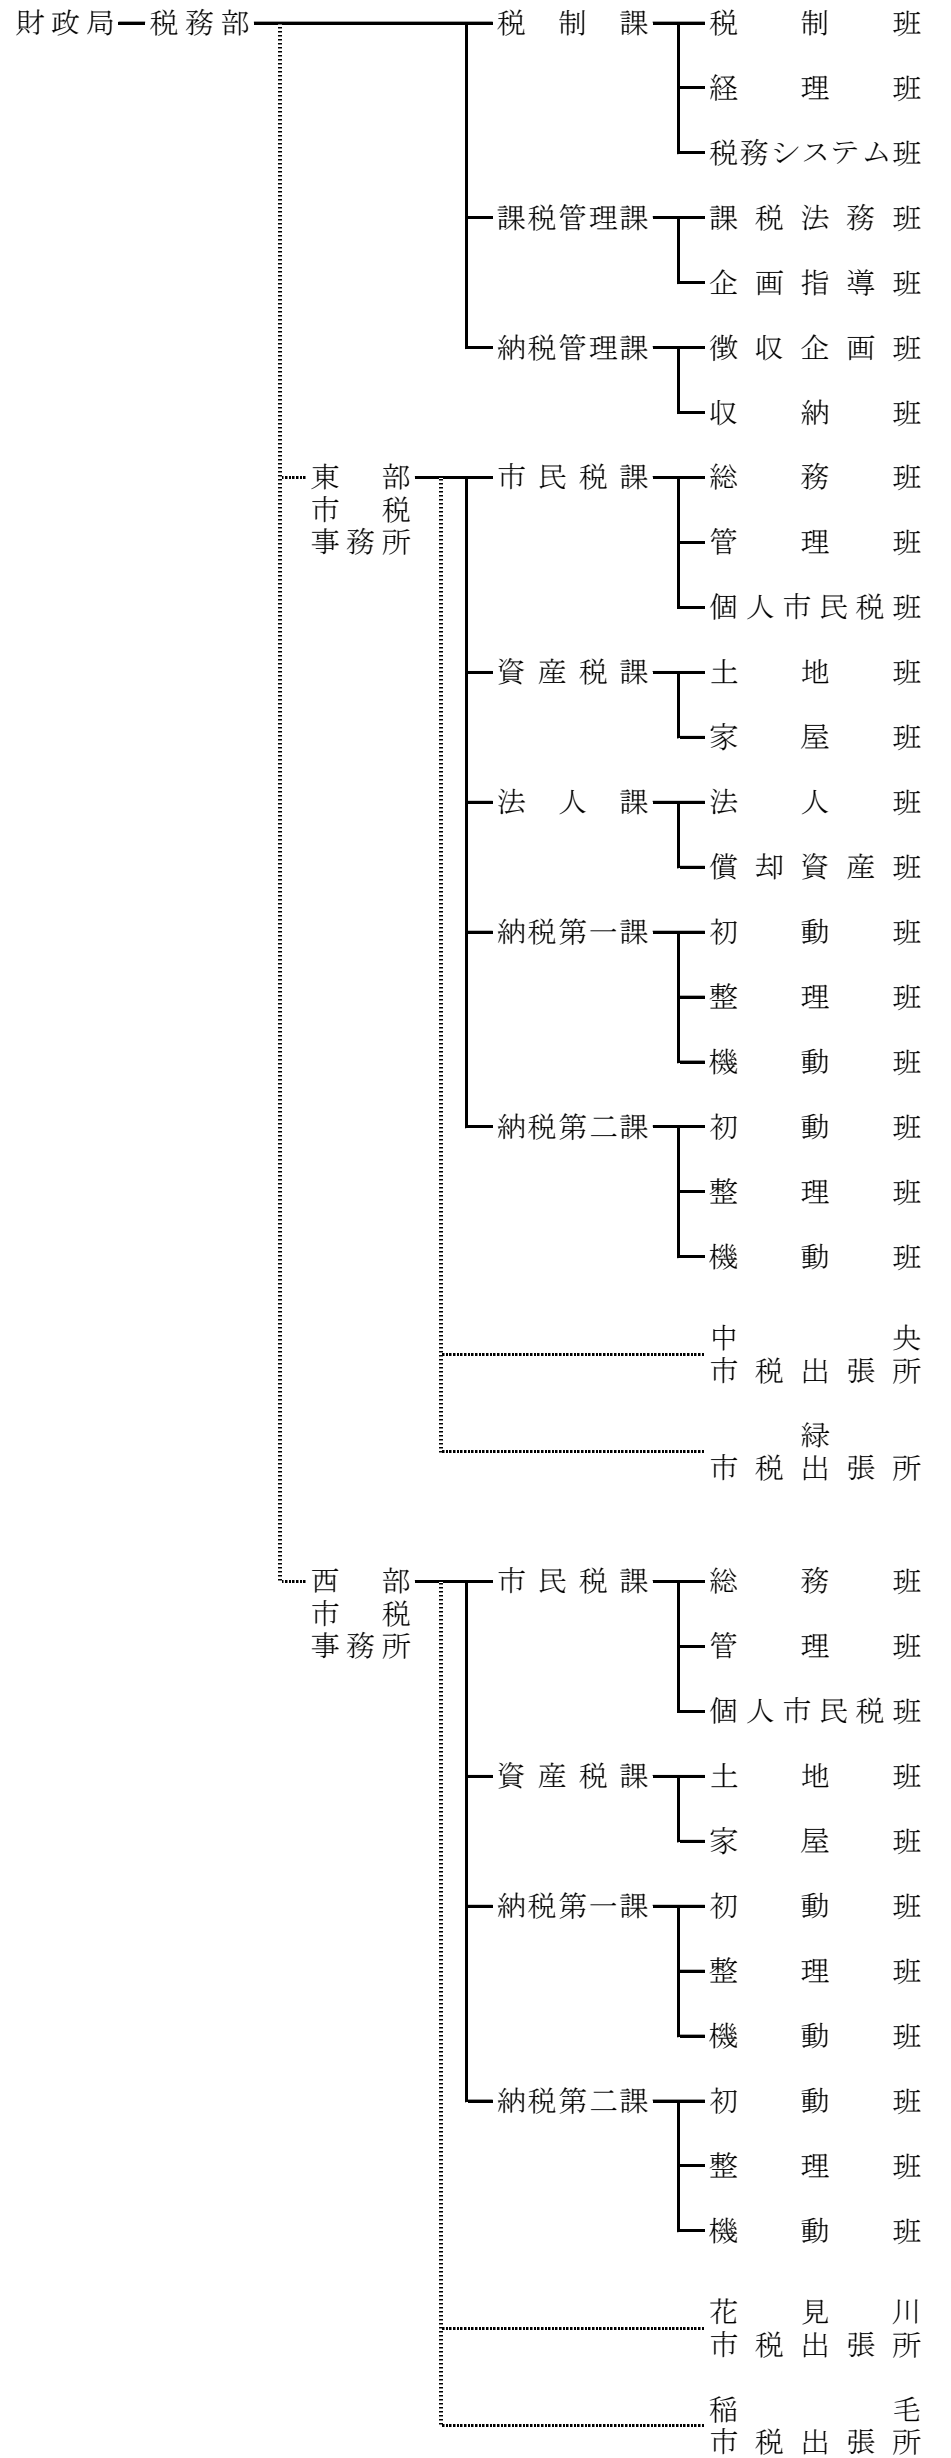 財政局 税務部 税制課 税制班
経理班
税務システム班
課税管理課 課税法務班
企画指導班
納税管理課 徴収企画班
収納班
東部 市民税課 総務班
市税
事務所 管理班
個人市民税班
資産税課 土地班
家屋班
法人課 法人班
償却資産班
納税第一課 初動班
整理班
機動班
納税第二課 初動班
整理班
機動班
中央
市税出張所
緑
市税出張所
西部 市民税課 総務班
市税
事務所 管理班
個人市民税班
資産税課 土地班
家屋班
納税第一課 初動班
整理班
機動班
納税第二課 初動班
整理班
機動班
花見川
市税出張所
稲毛
市税出張所